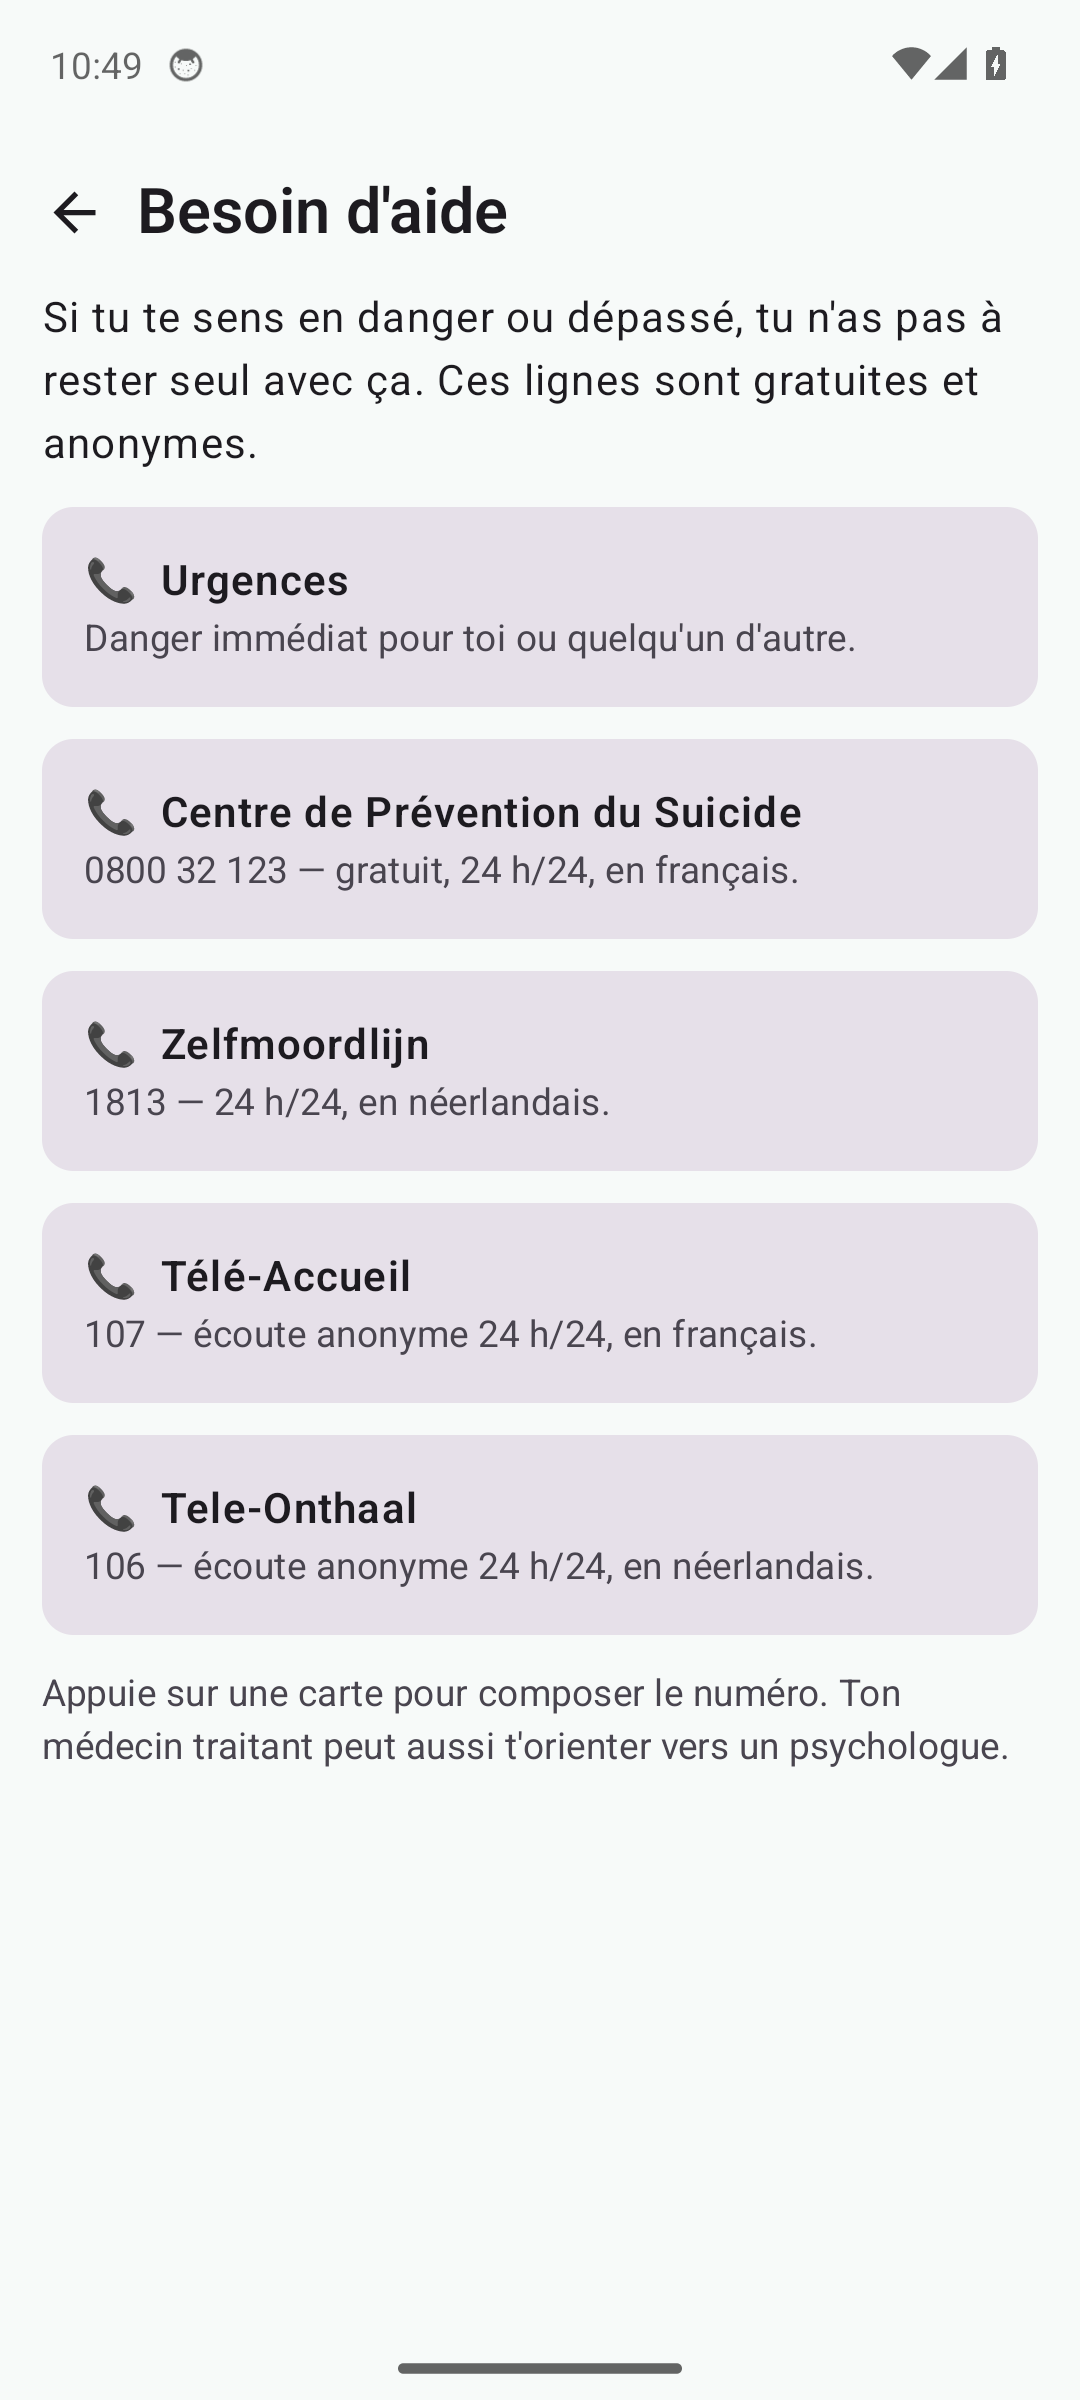 10:49
Besoin d'aide
Si tu te sens en danger ou dépassé, tu n'as pas à
rester seul avec ça. Ces lignes sont gratuites et
anonymes.
Urgences
Danger immédiat pour toi ou quelqu'un d'autre.
Centre de Prévention du Suicide
0800 32 123 — gratuit, 24 h/24, en français.
Zelfmoordlijn
1813 — 24 h/24, en néerlandais.
Télé-Accueil
107 — écoute anonyme 24 h/24, en français.
Tele-Onthaal
106 — écoute anonyme 24 h/24, en néerlandais.
Appuie sur une carte pour composer le numéro. Ton
médecin traitant peut aussi t'orienter vers un psychologue.